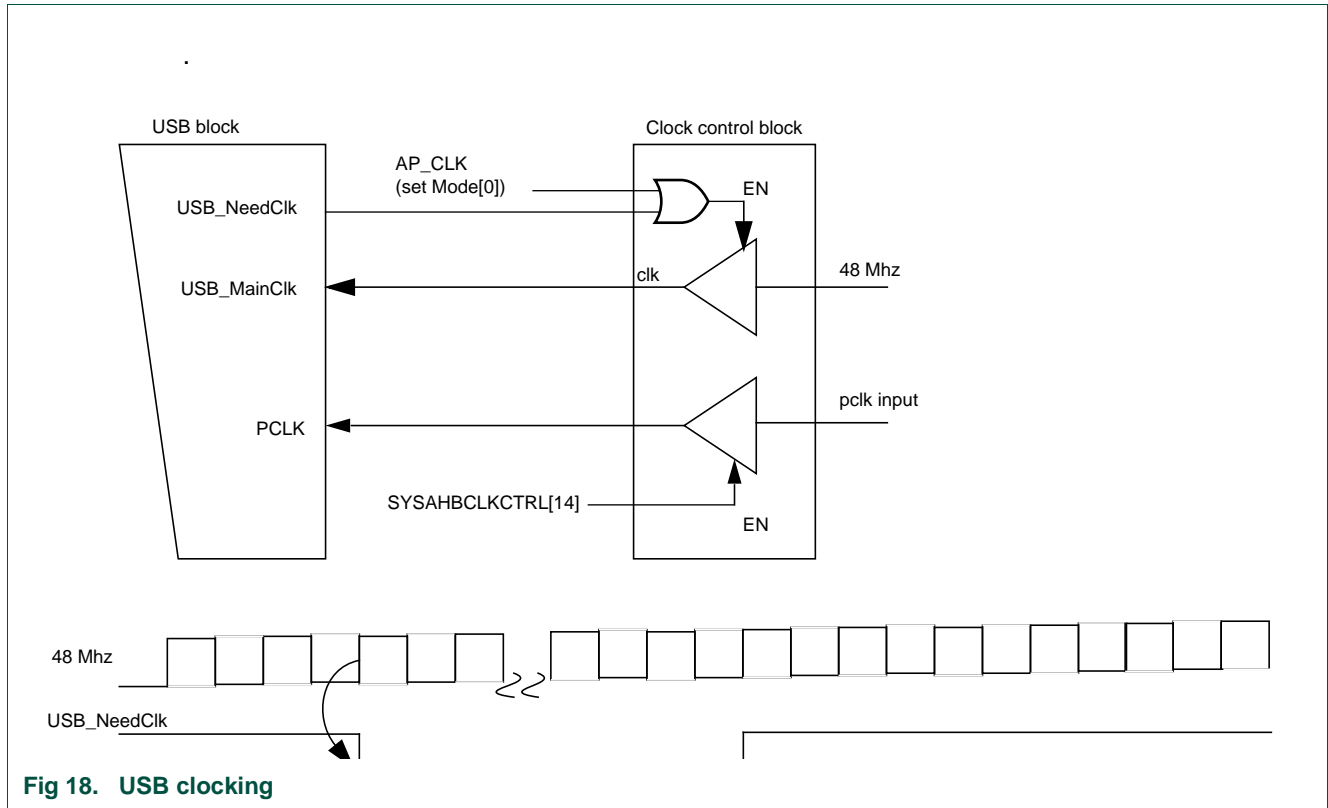 USB block
Clock control block
AP_CLK
(set Mode[0])
EN
USB_NeedClk
48 Mhz
clk
USB_MainClk
pclk input
PCLK
SYSAHBCLKCTRL[14]
EN
48 Mhz
USB_NeedClk
Fig 18. USB clocking